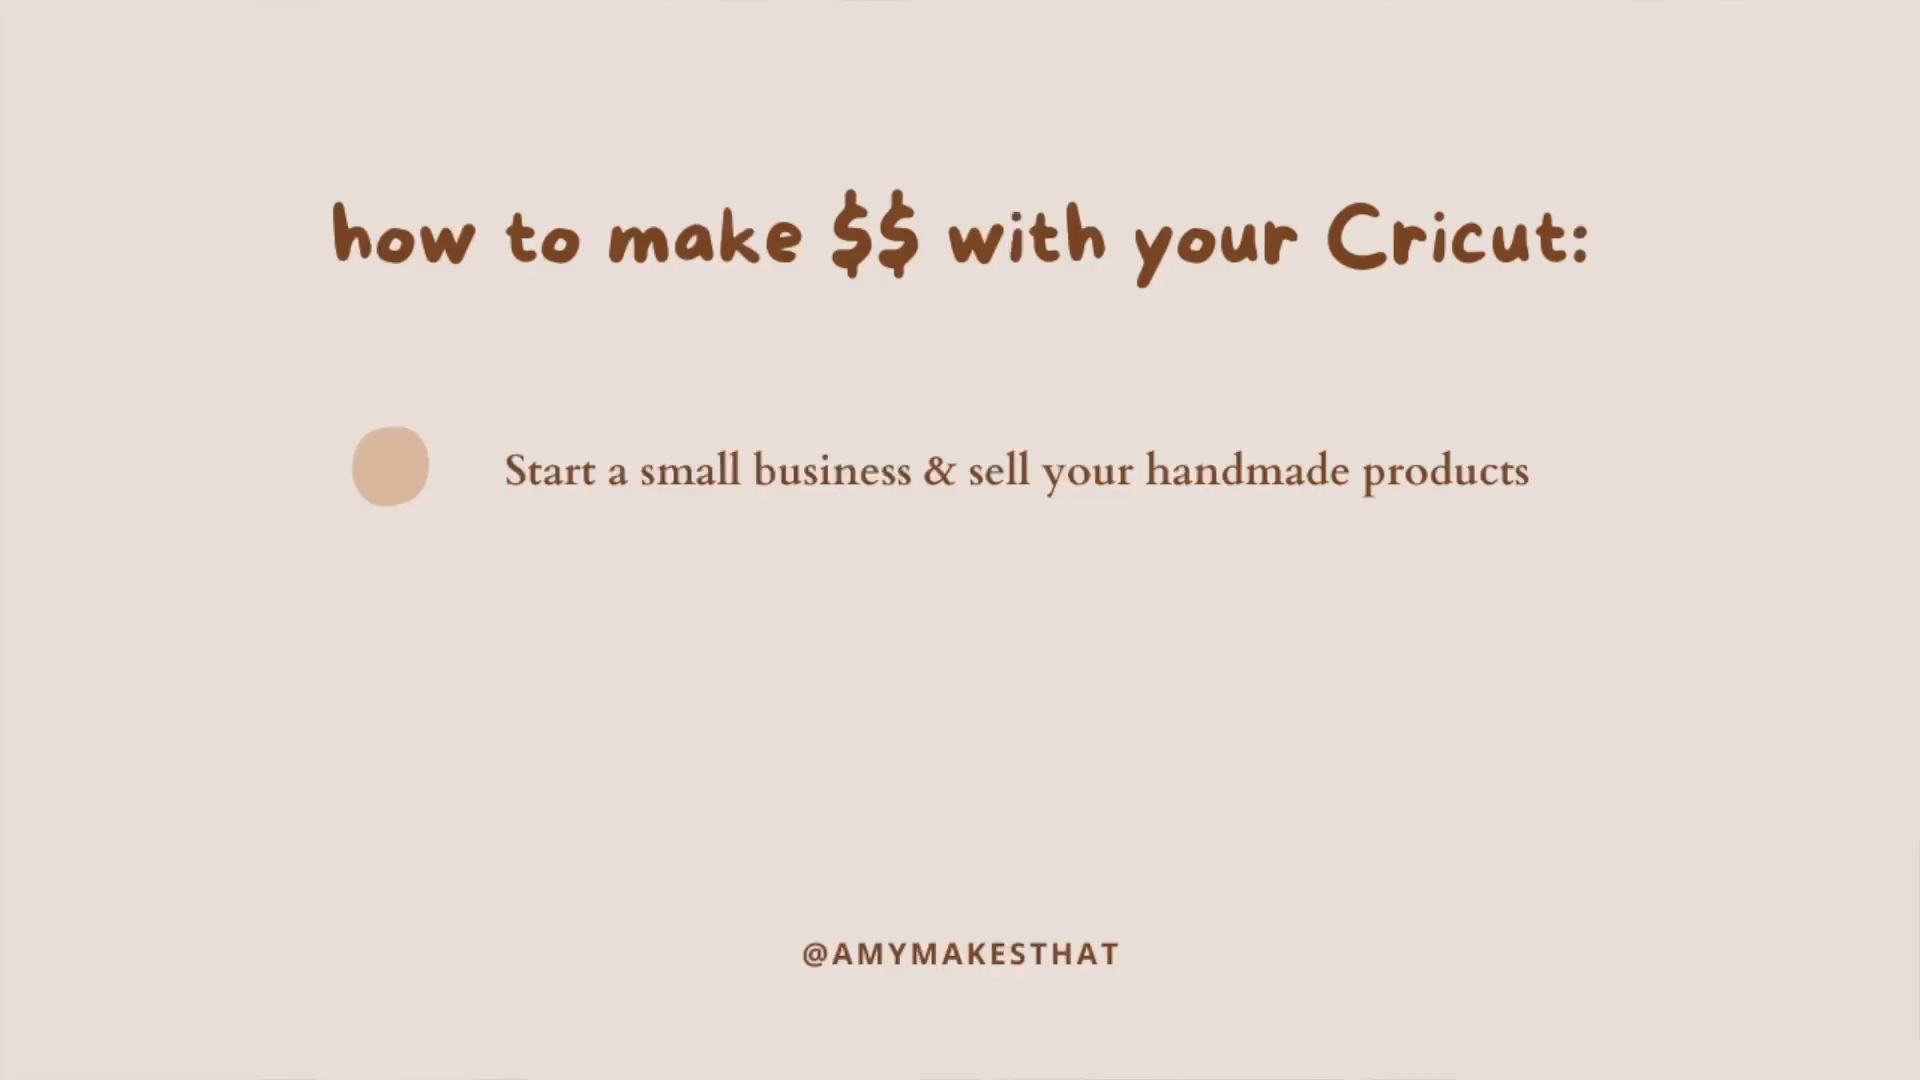 how to make $$ with your Cricut:
Start a small business & sell your handmade products
@AMYMAKESTHAT